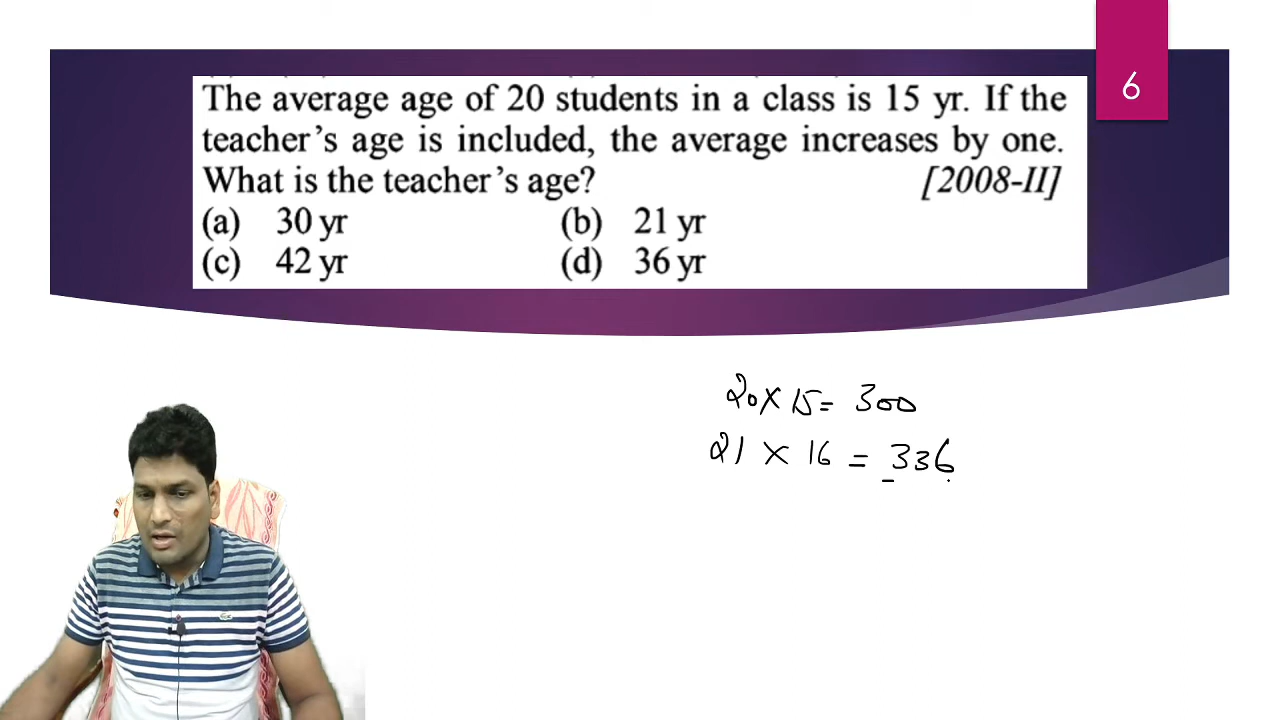 6
The average age of 20 students in a class is 15 yr. If the
teacher's age is included, the average increases by one.
What is the teacher's age? [2008-II]
(a) 30 yr (b) 21 yr
(c) 42 yr (d) 36 yr
20 × 15 = 300
21 × 16 = 336